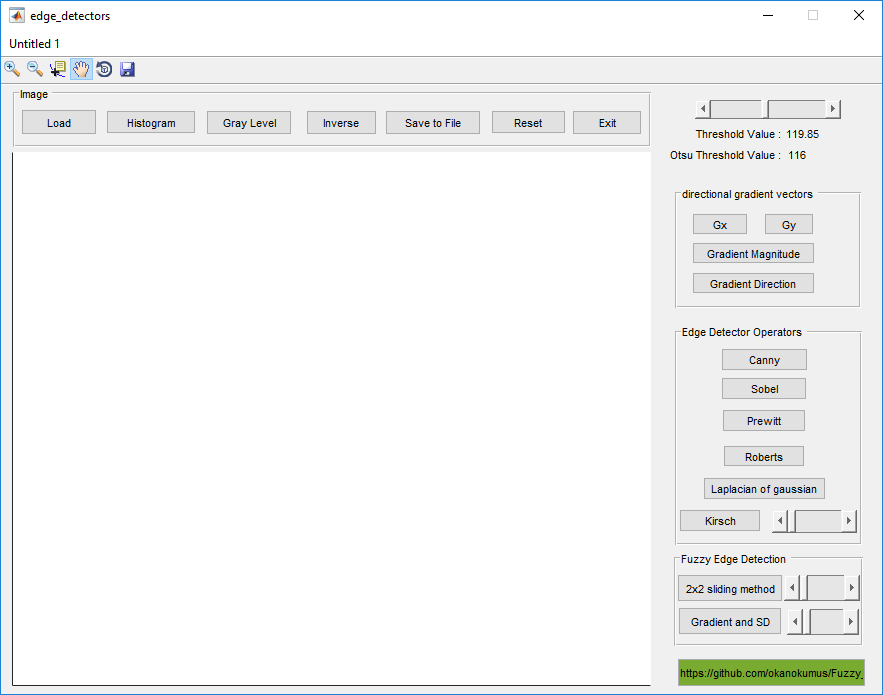 edge_detectors
Untitled 1
Image
Load Histogram Gray Level Inverse Save to File Reset Exit
Threshold Value : 119.85
Otsu Threshold Value : 116
directional gradient vectors
Gx Gy
Gradient Magnitude
Gradient Direction
Edge Detector Operators
Canny
Sobel
Prewitt
Roberts
Laplacian of gaussian
Kirsch
Fuzzy Edge Detection
2x2 sliding method
Gradient and SD
https://github.com/okanokumus/Fuzzy_